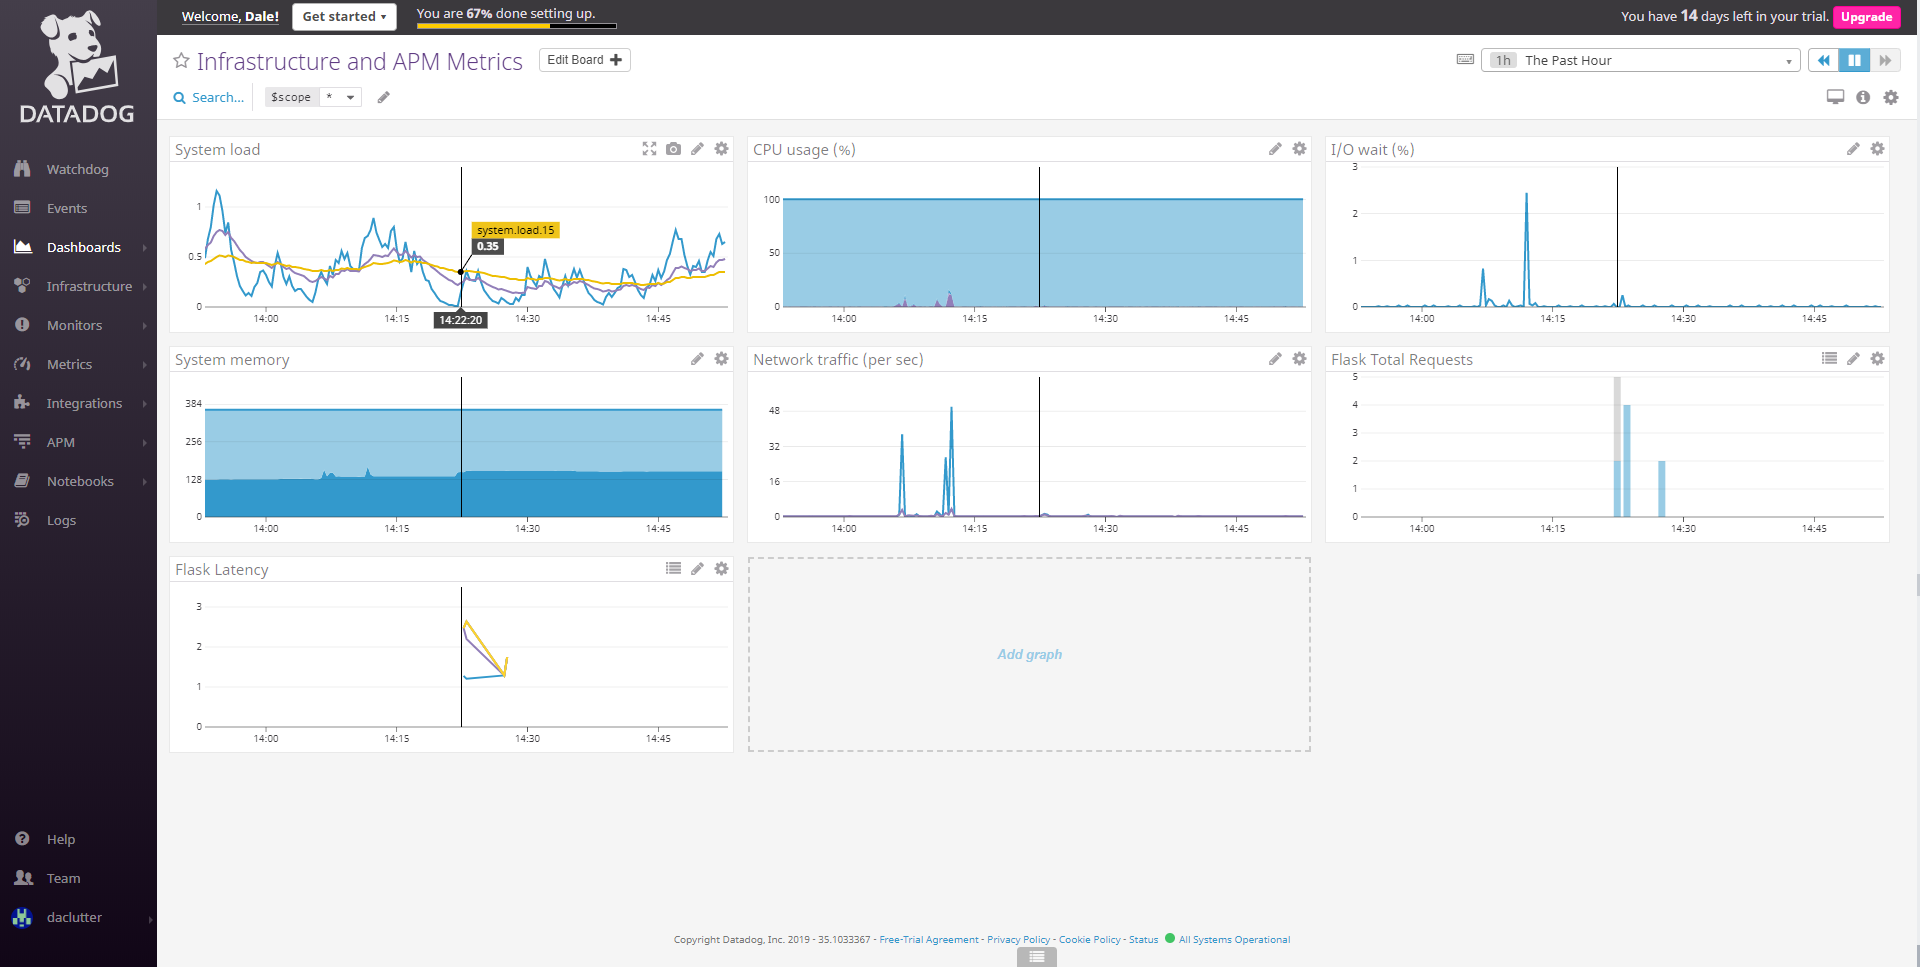 Welcome, Dale!
Get started
You are 67% done setting up.
You have 14 days left in your trial.
Upgrade
DATADOG
Watchdog
Events
Dashboards
Infrastructure
Monitors
Metrics
Integrations
APM
Notebooks
Logs
Help
Team
daclutter
Infrastructure and APM Metrics
Edit Board
1h The Past Hour
Search...
$scope *
System load
1
0.5
0
system.load.15
0.35
14:00 14:15 14:30 14:45
14:22:20
CPU usage (%)
100
50
0
14:00 14:15 14:30 14:45
I/O wait (%)
3
2
1
0
14:00 14:15 14:30 14:45
System memory
384
256
128
0
14:00 14:15 14:30 14:45
Network traffic (per sec)
48
32
16
0
14:00 14:15 14:30 14:45
Flask Total Requests
5
4
3
2
1
0
14:00 14:15 14:30 14:45
Flask Latency
3
2
1
0
14:00 14:15 14:30 14:45
Add graph
Copyright Datadog, Inc. 2019 - 35.1033367 - Free-Trial Agreement - Privacy Policy - Cookie Policy - Status All Systems Operational